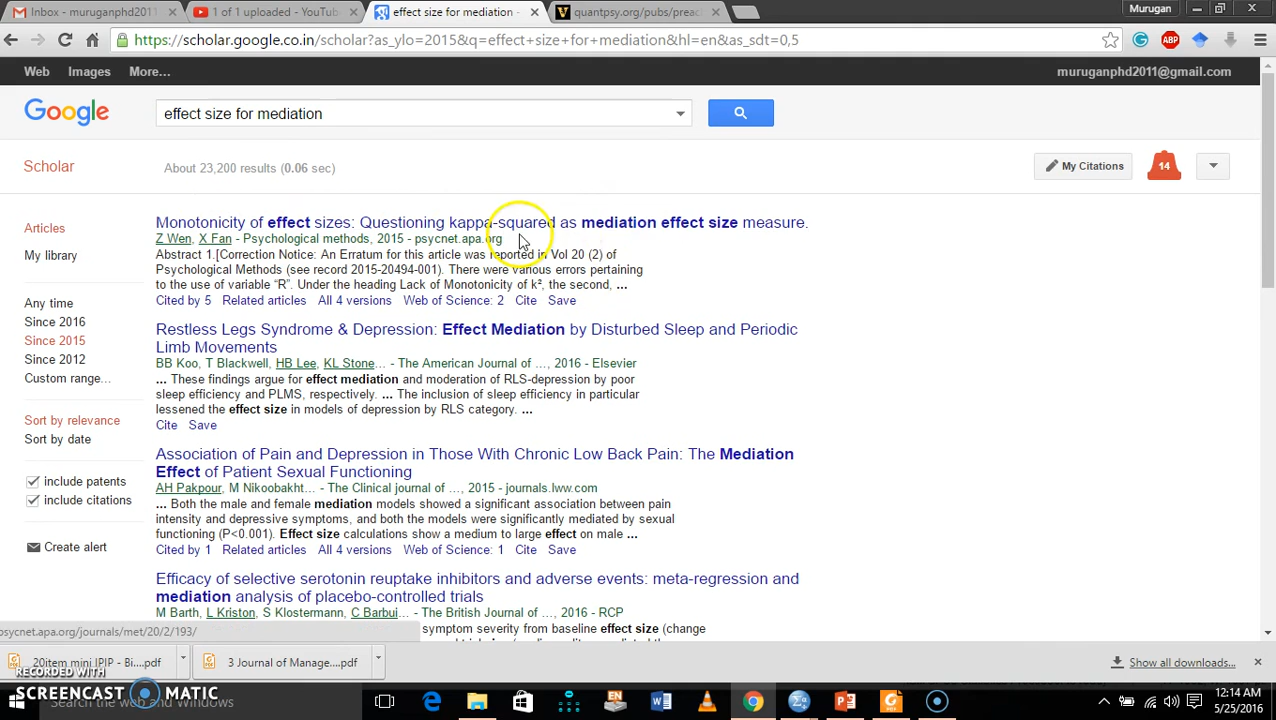 Inbox - muruganphd2011
1 of 1 uploaded - YouTube
effect size for mediation -
quantpsy.org/pubs/preac
Murugan
https://scholar.google.co.in/scholar?as_ylo=2015&q=effect+size+for+mediation&hl=en&as_sdt=0,5
ABP
Web Images More...
muruganphd2011@gmail.com
Google
effect size for mediation
Scholar
About 23,200 results (0.06 sec)
My Citations
14
Articles
My library
Any time
Since 2016
Since 2015
Since 2012
Custom range...
Sort by relevance
Sort by date
include patents
include citations
Create alert
Monotonicity of effect sizes: Questioning kappa-squared as mediation effect size measure.
Z Wen, X Fan - Psychological methods, 2015 - psycnet.apa.org
Abstract 1.[Correction Notice: An Erratum for this article was reported in Vol 20 (2) of
Psychological Methods (see record 2015-20494-001). There were various errors pertaining
to the use of variable “R”. Under the heading Lack of Monotonicity of k², the second, ...
Cited by 5 Related articles All 4 versions Web of Science: 2 Cite Save
Restless Legs Syndrome & Depression: Effect Mediation by Disturbed Sleep and Periodic
Limb Movements
BB Koo, T Blackwell, HB Lee, KL Stone... - The American Journal of ..., 2016 - Elsevier
... These findings argue for effect mediation and moderation of RLS-depression by poor
sleep efficiency and PLMS, respectively. ... The inclusion of sleep efficiency in particular
lessened the effect size in models of depression by RLS category. ...
Cite Save
Association of Pain and Depression in Those With Chronic Low Back Pain: The Mediation
Effect of Patient Sexual Functioning
AH Pakpour, M Nikoobakht... - The Clinical journal of ..., 2015 - journals.lww.com
... Both the male and female mediation models showed a significant association between pain
intensity and depressive symptoms, and both the models were significantly mediated by sexual
functioning (P<0.001). Effect size calculations show a medium to large effect on male ...
Cited by 1 Related articles All 4 versions Web of Science: 1 Cite Save
Efficacy of selective serotonin reuptake inhibitors and adverse events: meta-regression and
mediation analysis of placebo-controlled trials
M Barth, L Kriston, S Klostermann, C Barbui... - The British Journal of ..., 2016 - RCP
symptom severity from baseline effect size (change
psycnet.apa.org/journals/met/20/2/193/
20item mini IPIP - Bi....pdf
3 Journal of Manage....pdf
Show all downloads...
RECORDED WITH
SCREENCAST MATIC
Search the web and Windows
EN
12:14 AM
5/25/2016